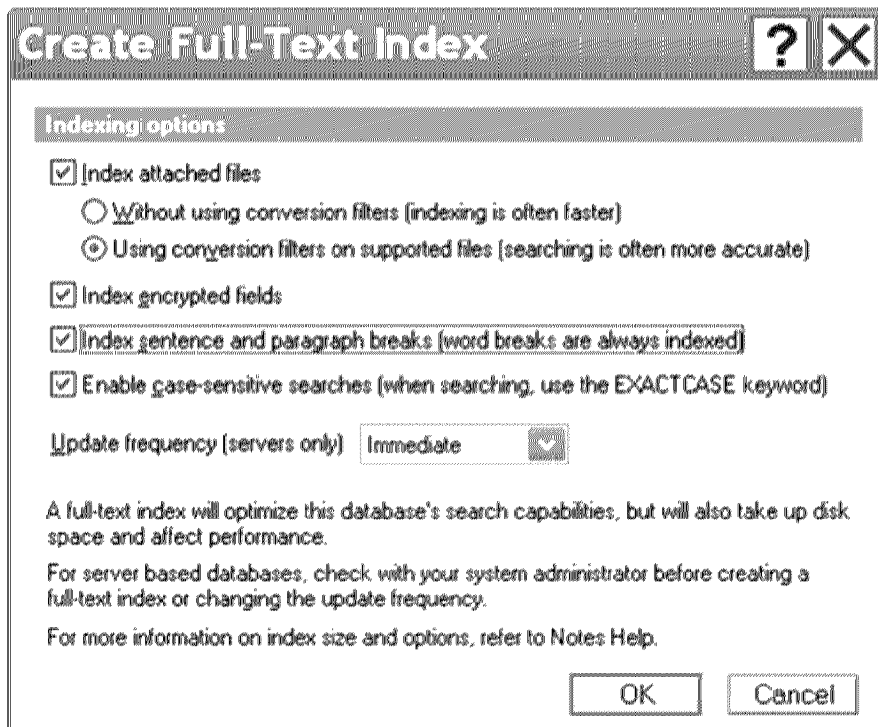 Create Full-Text Index
Indexing options
Index attached files
Without using conversion filters (indexing is often faster)
Using conversion filters on supported files (searching is often more accurate)
Index encrypted fields
Index sentence and paragraph breaks (word breaks are always indexed)
Enable case-sensitive searches (when searching, use the EXACTCASE keyword)
Update frequency (servers only) Immediate
A full-text index will optimize this database's search capabilities, but will also take up disk
space and affect performance.
For server based databases, check with your system administrator before creating a
full-text index or changing the update frequency.
For more information on index size and options, refer to Notes Help.
OK Cancel